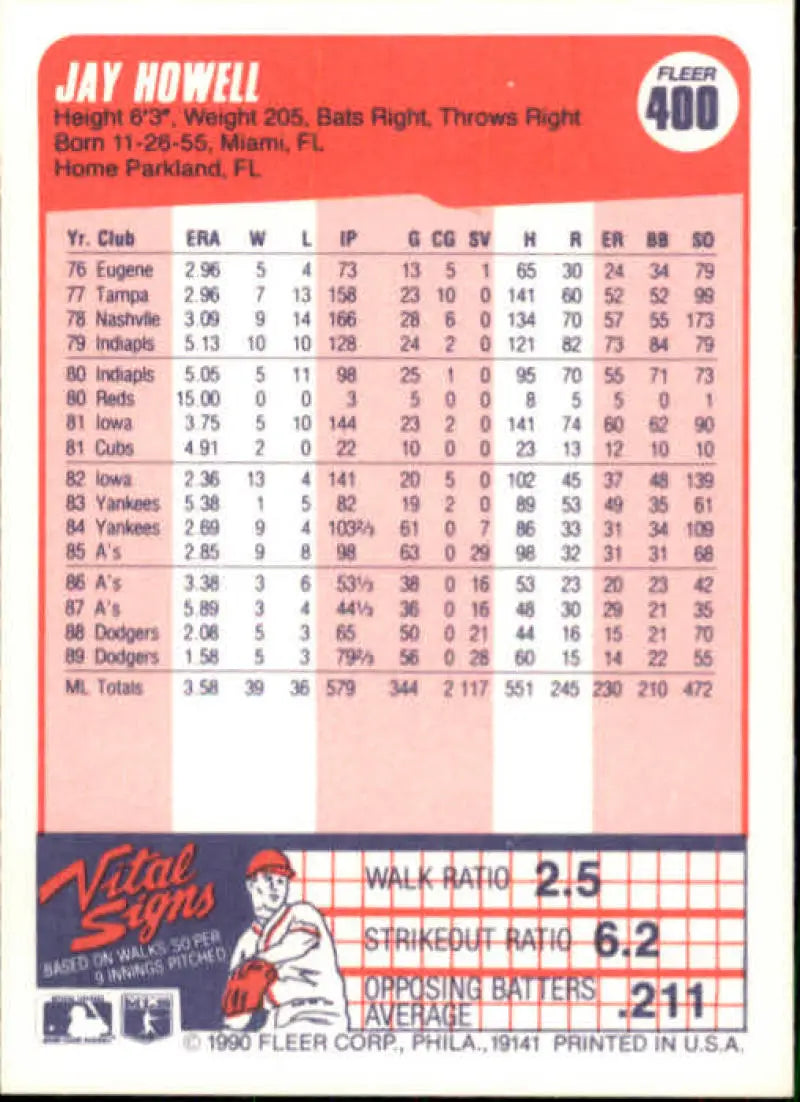 JAY HOWELL
FLEER
400
Height 6'3", Weight 205, Bats Right, Throws Right
Born 11-26-55, Miami, FL
Home Parkland, FL
Yr. Club ERA W L IP G CG SV H R ER BB SO
76 Eugene 2.96 5 4 73 13 5 1 65 30 24 34 79
77 Tampa 2.96 7 13 158 23 10 0 141 60 52 52 99
78 Nashvlle 3.09 9 14 166 28 6 0 134 70 57 55 173
79 Indiapls 5.13 10 10 128 24 2 0 121 82 73 84 79
80 Indiapls 5.05 5 11 98 25 1 0 95 70 55 71 73
80 Reds 15.00 0 0 3 5 0 0 8 5 5 0 1
81 Iowa 3.75 5 10 144 23 2 0 141 74 60 62 90
81 Cubs 4.91 2 0 22 10 0 0 23 13 12 10 10
82 Iowa 2.36 13 4 141 20 5 0 102 45 37 48 139
83 Yankees 5.38 1 5 82 19 2 0 89 53 49 35 61
84 Yankees 2.69 9 4 103⅔ 61 0 7 86 33 31 34 109
85 A's 2.85 9 8 98 63 0 29 98 32 31 31 68
86 A's 3.38 3 6 53⅓ 38 0 16 53 23 20 23 42
87 A's 5.89 3 4 44⅓ 36 0 16 48 30 29 21 35
88 Dodgers 2.08 5 3 65 50 0 21 44 16 15 21 70
89 Dodgers 1.58 5 3 79⅔ 56 0 28 60 15 14 22 55
ML Totals 3.58 39 36 579 344 2 117 551 245 230 210 472
Vital
Signs
BASED ON WALKS SO PER
9 INNINGS PITCHED
WALK RATIO 2.5
STRIKEOUT RATIO 6.2
OPPOSING BATTERS
AVERAGE .211
© 1990 FLEER CORP., PHILA., 19141 PRINTED IN U.S.A.